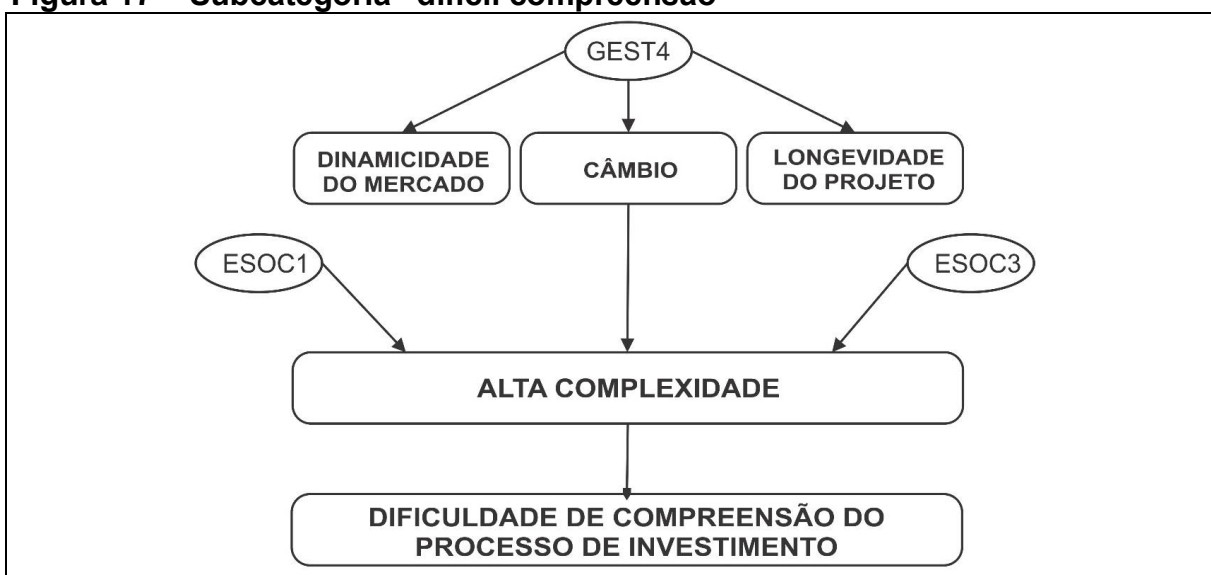 Figura 17 – Subcategoria "difícil compreensão"
GEST4
DINAMICIDADE
DO MERCADO
CÂMBIO
LONGEVIDADE
DO PROJETO
ESOC1
ESOC3
ALTA COMPLEXIDADE
DIFICULDADE DE COMPREENSÃO DO
PROCESSO DE INVESTIMENTO